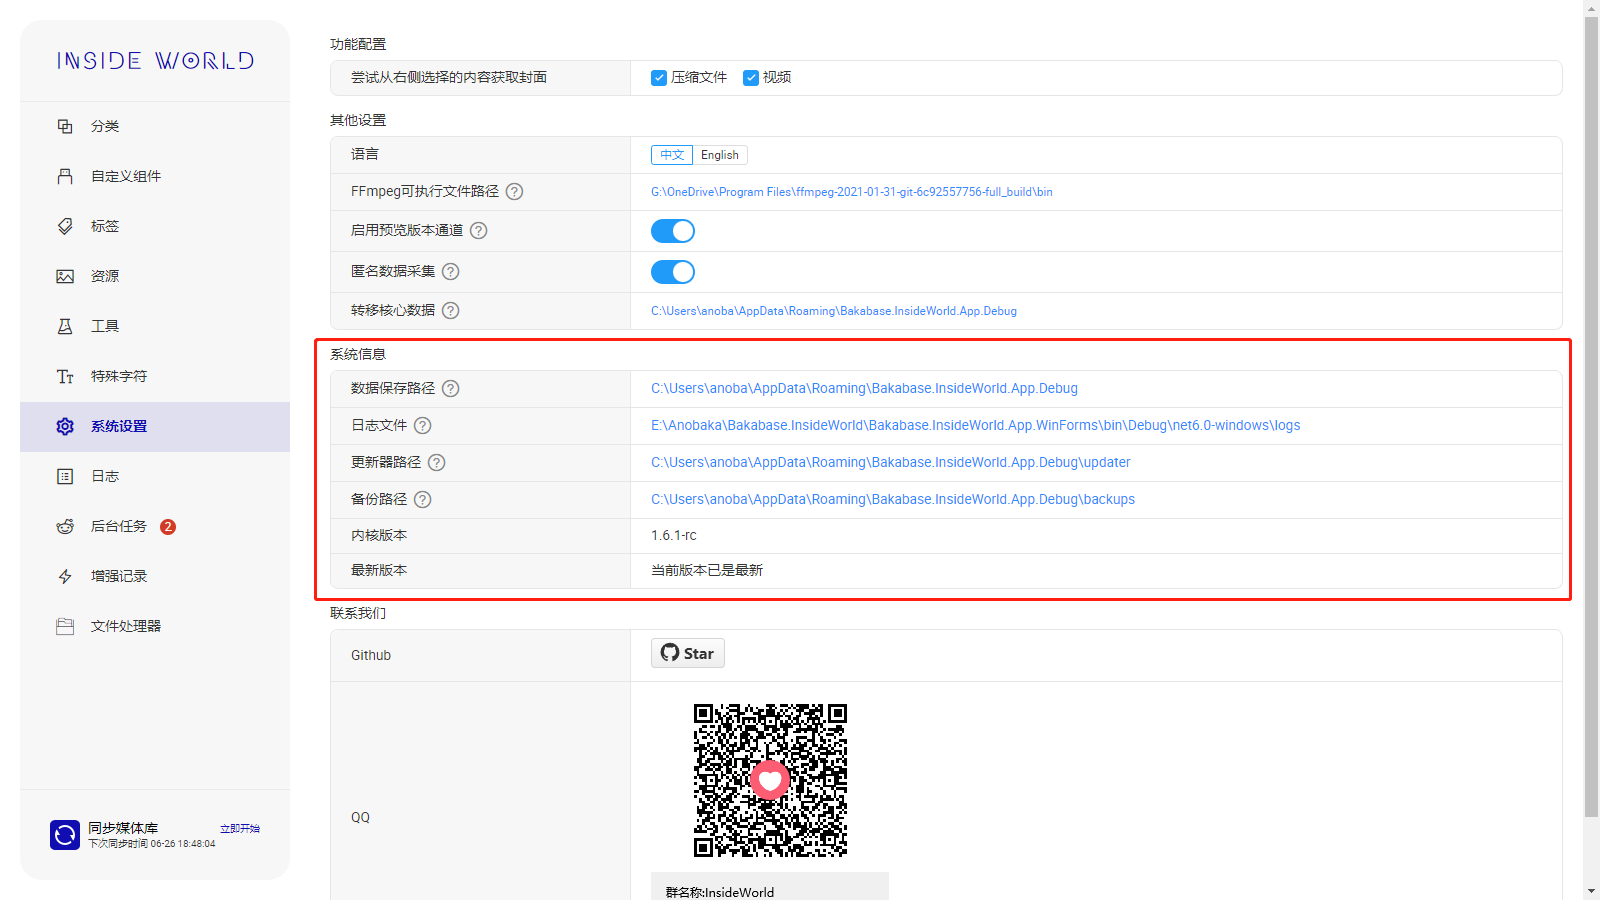 INSIDE WORLD
分类
自定义组件
标签
资源
工具
特殊字符
系统设置
日志
后台任务 2
增强记录
文件处理器
同步媒体库 立即开始
下次同步时间 06-26 18:48:04
功能配置
尝试从右侧选择的内容获取封面 压缩文件 视频
其他设置
语言 中文 English
FFmpeg可执行文件路径 ? G:\OneDrive\Program Files\ffmpeg-2021-01-31-git-6c92557756-full_build\bin
启用预览版本通道 ?
匿名数据采集 ?
转移核心数据 ? C:\Users\anoba\AppData\Roaming\Bakabase.InsideWorld.App.Debug
系统信息
数据保存路径 ? C:\Users\anoba\AppData\Roaming\Bakabase.InsideWorld.App.Debug
日志文件 ? E:\Anobaka\Bakabase.InsideWorld\Bakabase.InsideWorld.App.WinForms\bin\Debug\net6.0-windows\logs
更新器路径 ? C:\Users\anoba\AppData\Roaming\Bakabase.InsideWorld.App.Debug\updater
备份路径 ? C:\Users\anoba\AppData\Roaming\Bakabase.InsideWorld.App.Debug\backups
内核版本 1.6.1-rc
最新版本 当前版本已是最新
联系我们
Github Star
QQ
群名称:InsideWorld